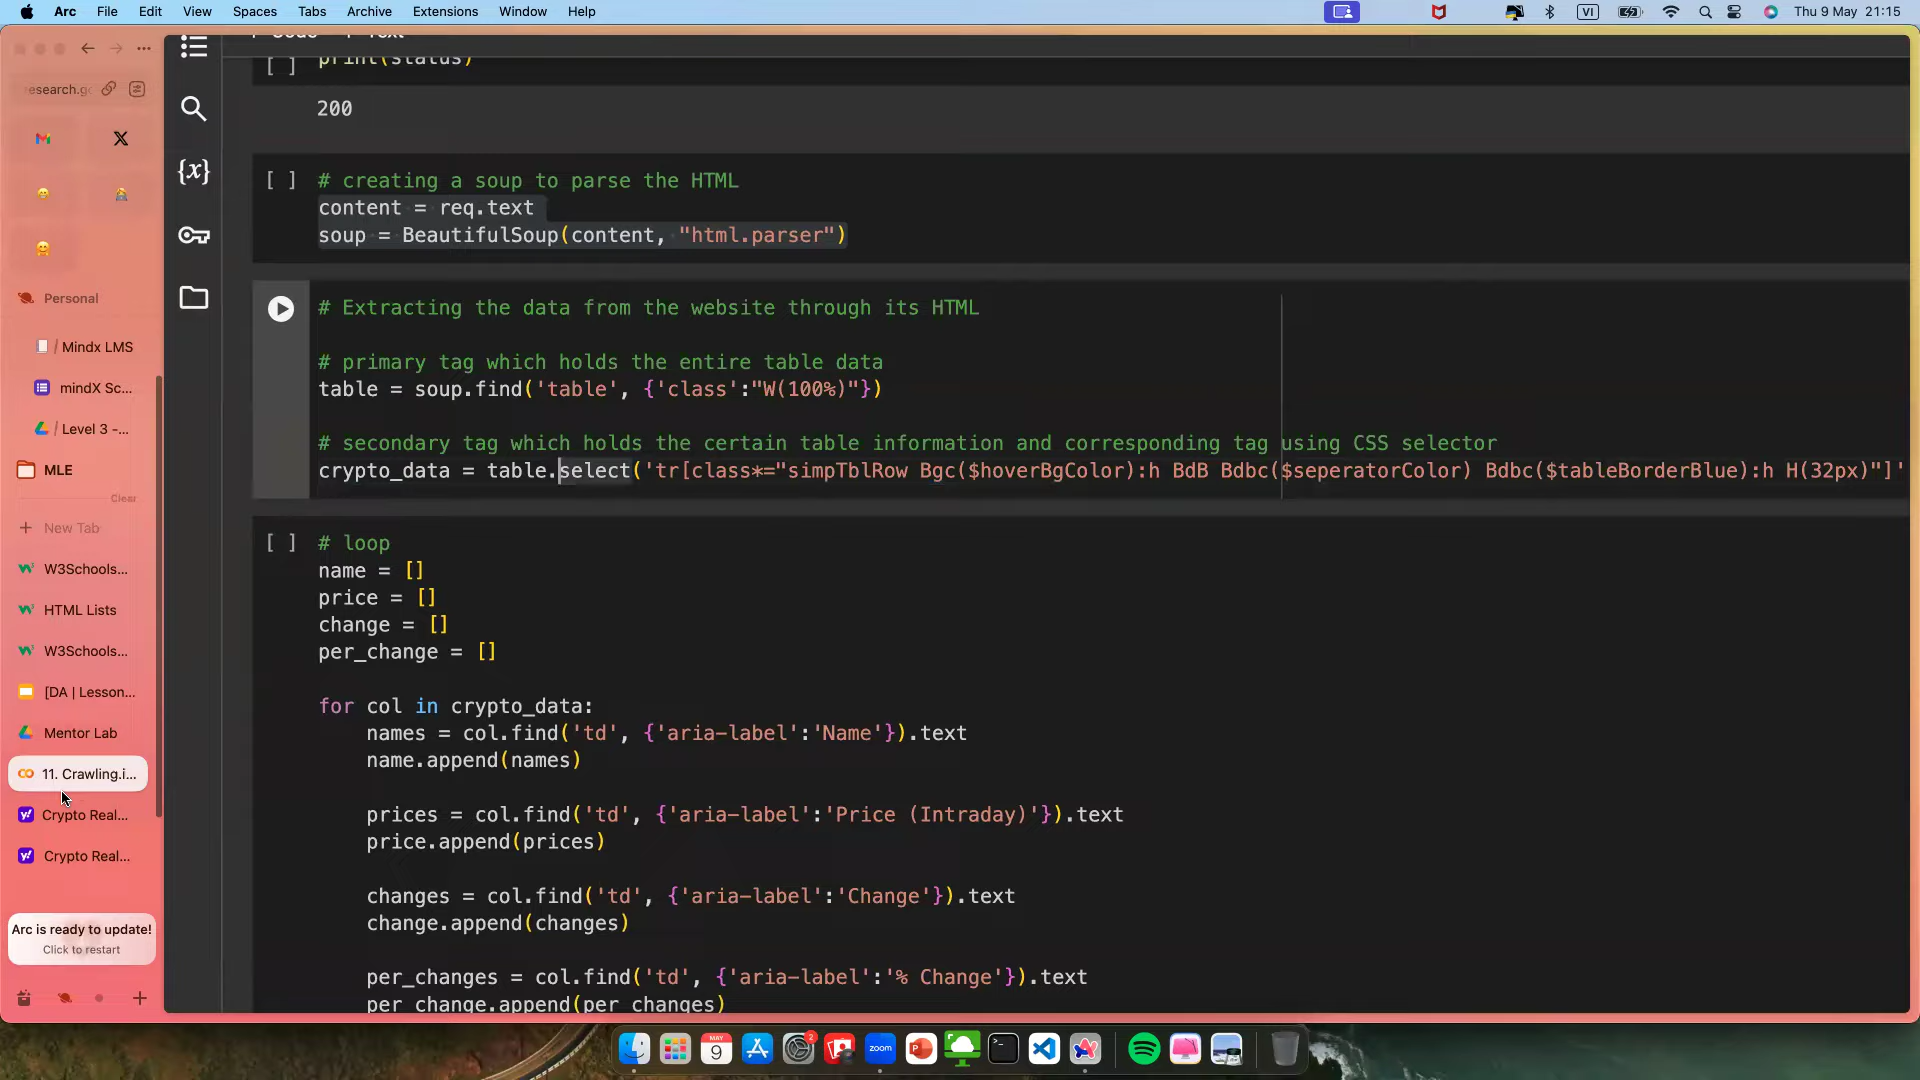 Arc File Edit View Spaces Tabs Archive Extensions Window Help VI Thu 9 May 21:15
esearch.g
Personal
/ Mindx LMS
mindX Sc...
/ Level 3 -...
MLE
Clear
New Tab
W3Schools...
HTML Lists
W3Schools...
[DA | Lesson...
Mentor Lab
11. Crawling.i...
Crypto Real...
Crypto Real...
Arc is ready to update!
Click to restart
{x}
[ ] print(status)
200
[ ] # creating a soup to parse the HTML
content = req.text
soup = BeautifulSoup(content, "html.parser")
# Extracting the data from the website through its HTML
# primary tag which holds the entire table data
table = soup.find('table', {'class':"W(100%)"})
# secondary tag which holds the certain table information and corresponding tag using CSS selector
crypto_data = table.select('tr[class*="simpTblRow Bgc($hoverBgColor):h BdB Bdbc($seperatorColor) Bdbc($tableBorderBlue):h H(32px)"]'
[ ] # loop
name = []
price = []
change = []
per_change = []
for col in crypto_data:
names = col.find('td', {'aria-label':'Name'}).text
name.append(names)
prices = col.find('td', {'aria-label':'Price (Intraday)'}).text
price.append(prices)
changes = col.find('td', {'aria-label':'Change'}).text
change.append(changes)
per_changes = col.find('td', {'aria-label':'% Change'}).text
per_change.append(per_changes)
MAY
9
2
zoom